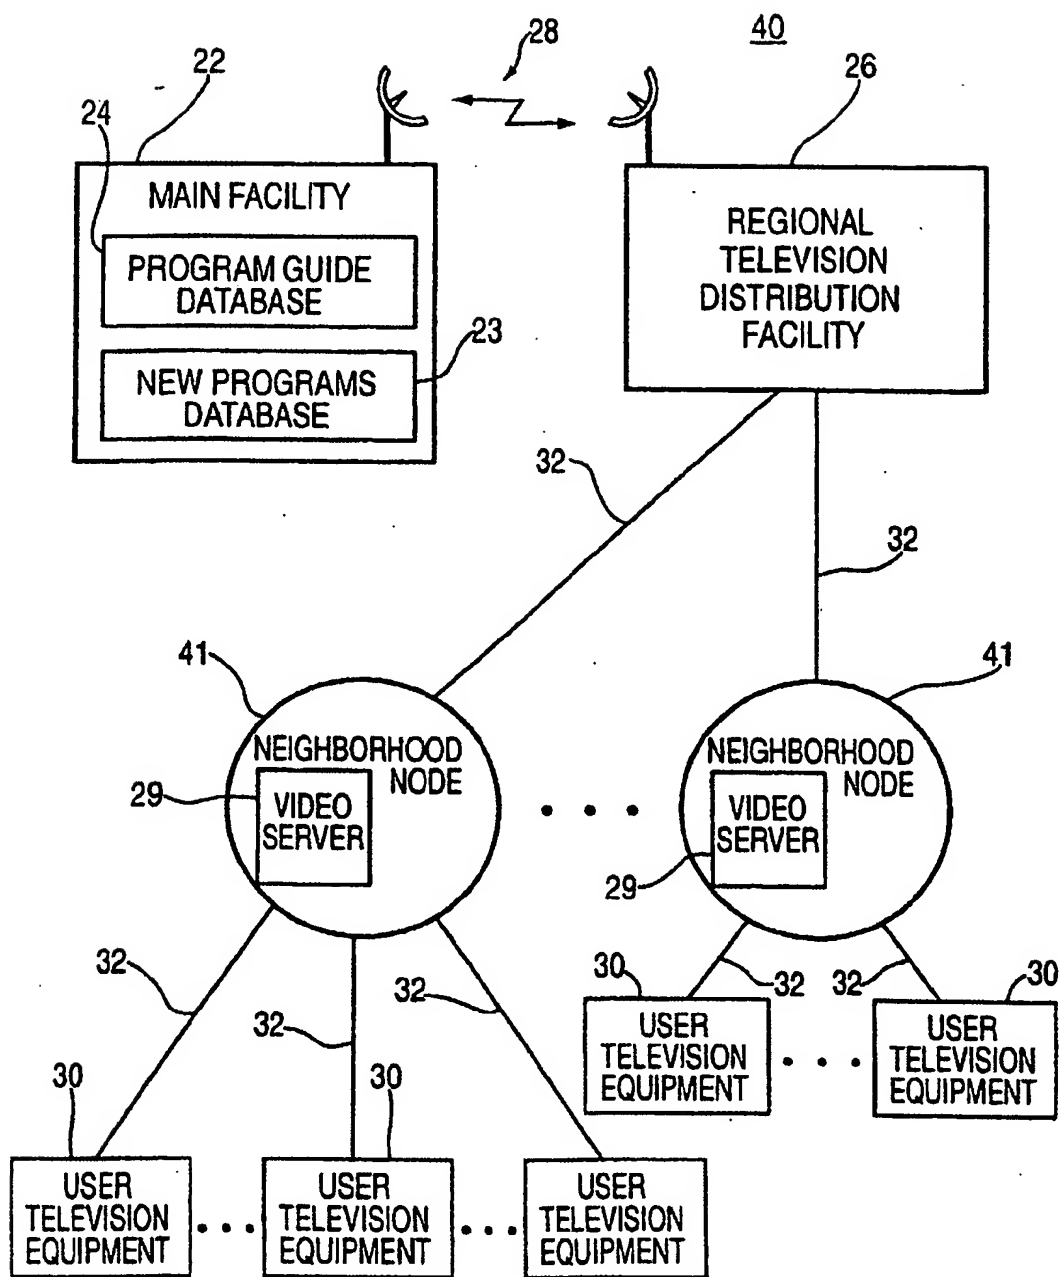 40
28
22
26
24
MAIN FACILITY
PROGRAM GUIDE
DATABASE
23
NEW PROGRAMS
DATABASE
REGIONAL
TELEVISION
DISTRIBUTION
FACILITY
32
32
41
41
NEIGHBORHOOD
NODE
29
VIDEO
SERVER
NEIGHBORHOOD
NODE
29
VIDEO
SERVER
32
32
32
32
32
30
30
USER
TELEVISION
EQUIPMENT
USER
TELEVISION
EQUIPMENT
30
30
USER
TELEVISION
EQUIPMENT
USER
TELEVISION
EQUIPMENT
USER
TELEVISION
EQUIPMENT